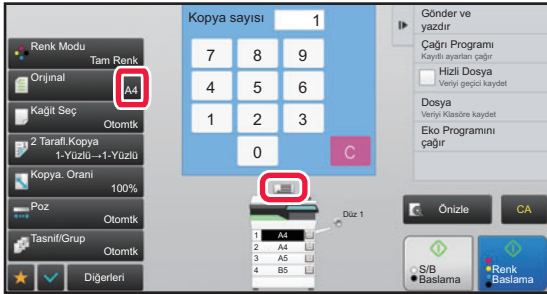 Renk Modu
Tam Renk
Orijinal
A4
Kağit Seç
Otomtk
2 Tarafl.Kopya
1-Yüzlü→1-Yüzlü
Kopya. Orani
100%
Poz
Otomtk
Tasnif/Grup
Otomtk
Diğerleri
Kopya sayısı 1
7 8 9
4 5 6
1 2 3
0 C
Düz 1
1 A4
2 A4
3 A5
4 B5
Gönder ve
yazdır
Çağrı Programı
Kayıtlı ayarları çağır
Hizli Dosya
Veriyi geçici kaydet
Dosya
Veriyi Klasöre kaydet
Eko Programını
çağır
Önizle
CA
S/B
Baslama
Renk
Baslama